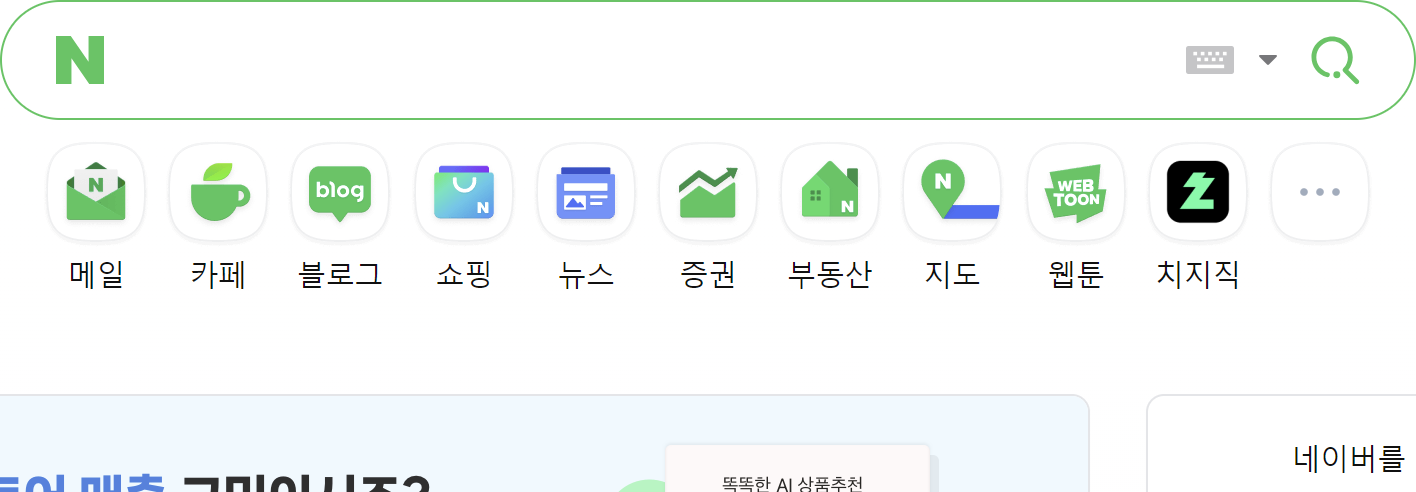 N
메일
카페
블로그
쇼핑
뉴스
증권
부동산
지도
웹툰
치지직
N
blog
N
N
N
WEB
TOON
네이버를
똑똑한 AI 상품추천